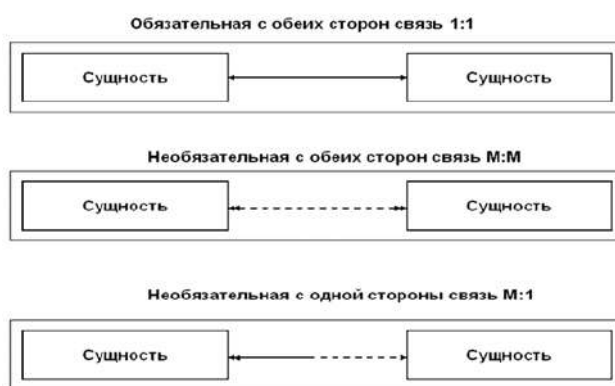 Обязательная с обеих сторон связь 1:1
Сущность
Сущность
Необязательная с обеих сторон связь М:М
Сущность
Сущность
Необязательная с одной стороны связь М:1
Сущность
Сущность